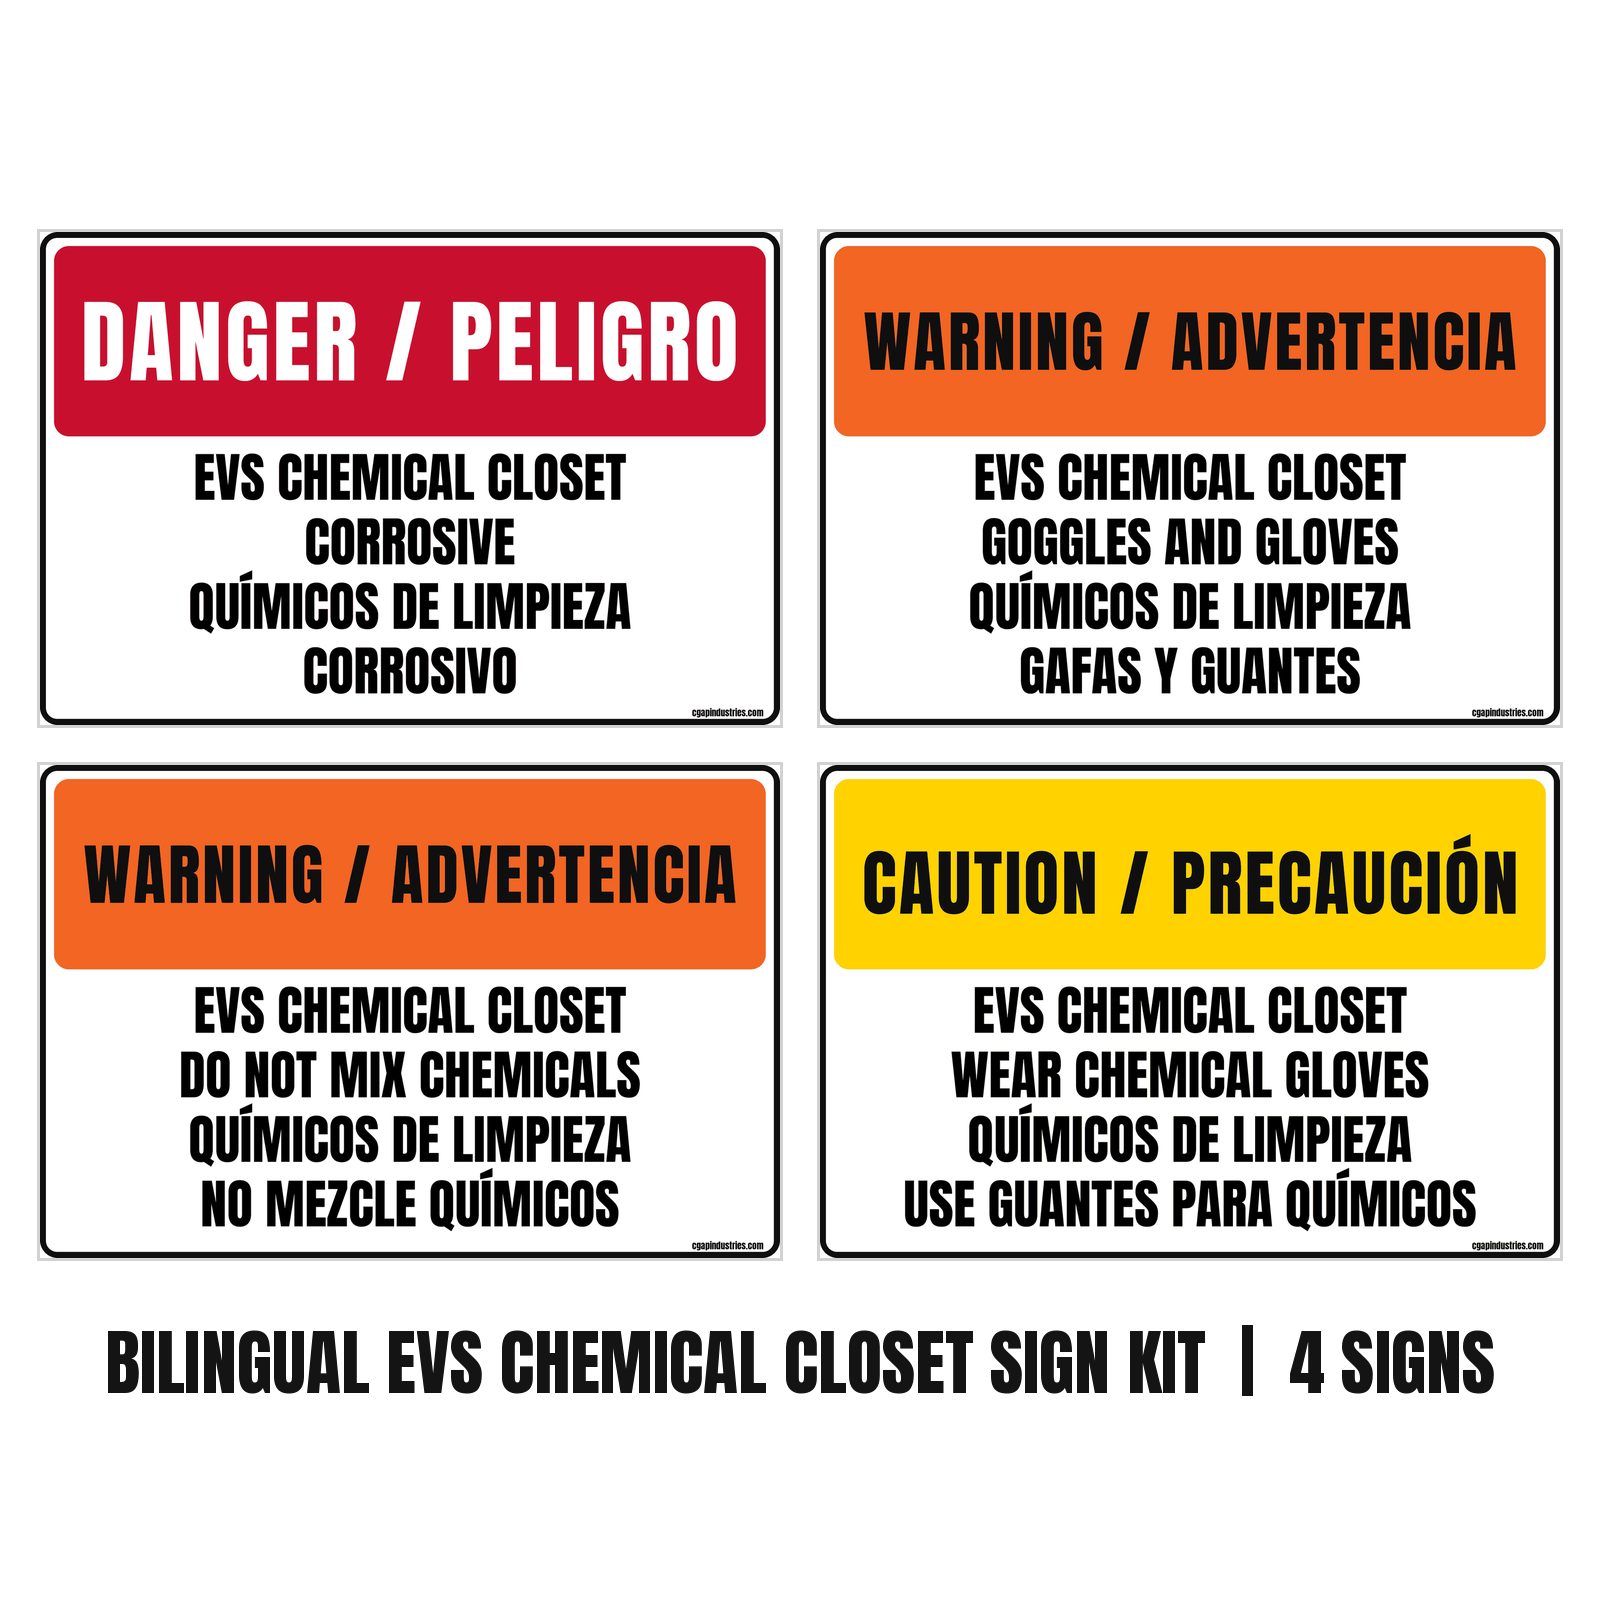 DANGER / PELIGRO
EVS CHEMICAL CLOSET
CORROSIVE
QUÍMICOS DE LIMPIEZA
CORROSIVO
cgapindustries.com
WARNING / ADVERTENCIA
EVS CHEMICAL CLOSET
GOGGLES AND GLOVES
QUÍMICOS DE LIMPIEZA
GAFAS Y GUANTES
cgapindustries.com
WARNING / ADVERTENCIA
EVS CHEMICAL CLOSET
DO NOT MIX CHEMICALS
QUÍMICOS DE LIMPIEZA
NO MEZCLE QUÍMICOS
cgapindustries.com
CAUTION / PRECAUCIÓN
EVS CHEMICAL CLOSET
WEAR CHEMICAL GLOVES
QUÍMICOS DE LIMPIEZA
USE GUANTES PARA QUÍMICOS
cgapindustries.com
BILINGUAL EVS CHEMICAL CLOSET SIGN KIT | 4 SIGNS